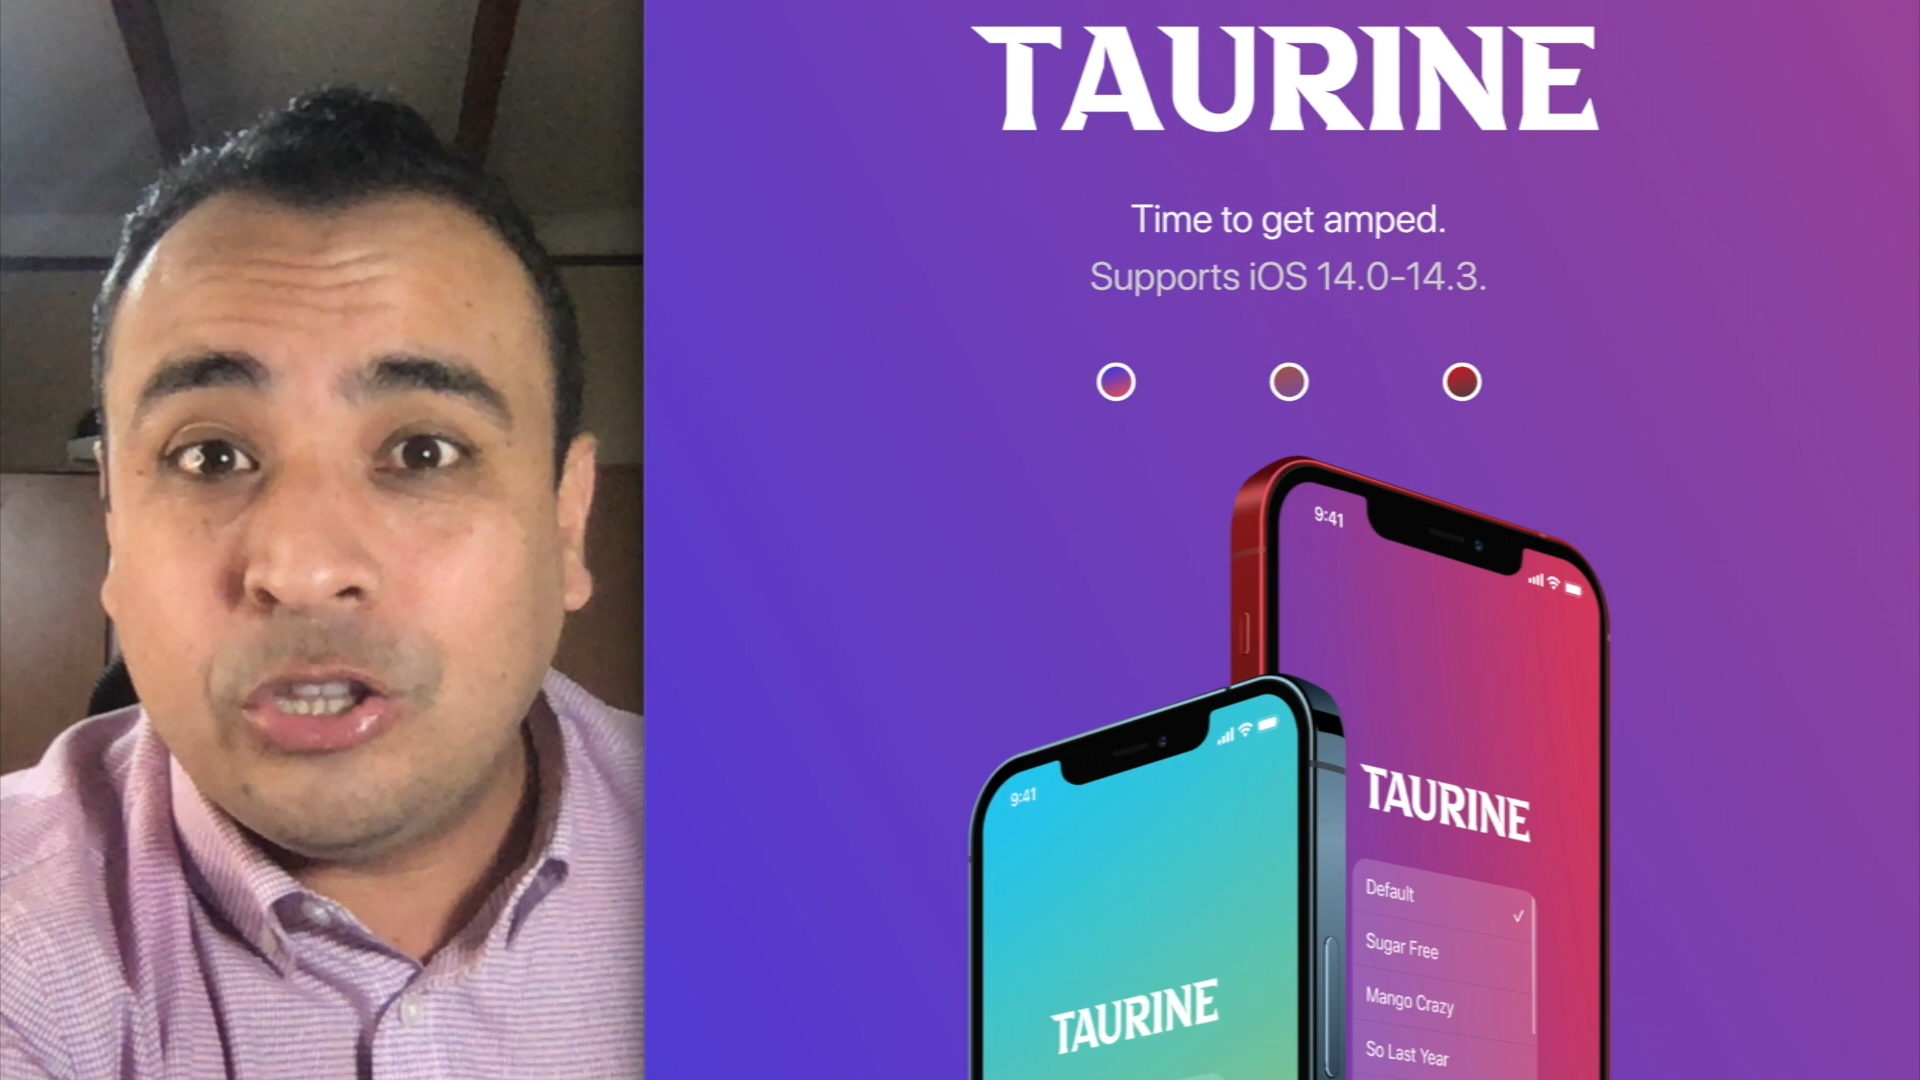 TAURINE
Time to get amped.
Supports iOS 14.0-14.3.
9:41
TAURINE
Default
Sugar Free
Mango Crazy
So Last Year
9:41
TAURINE